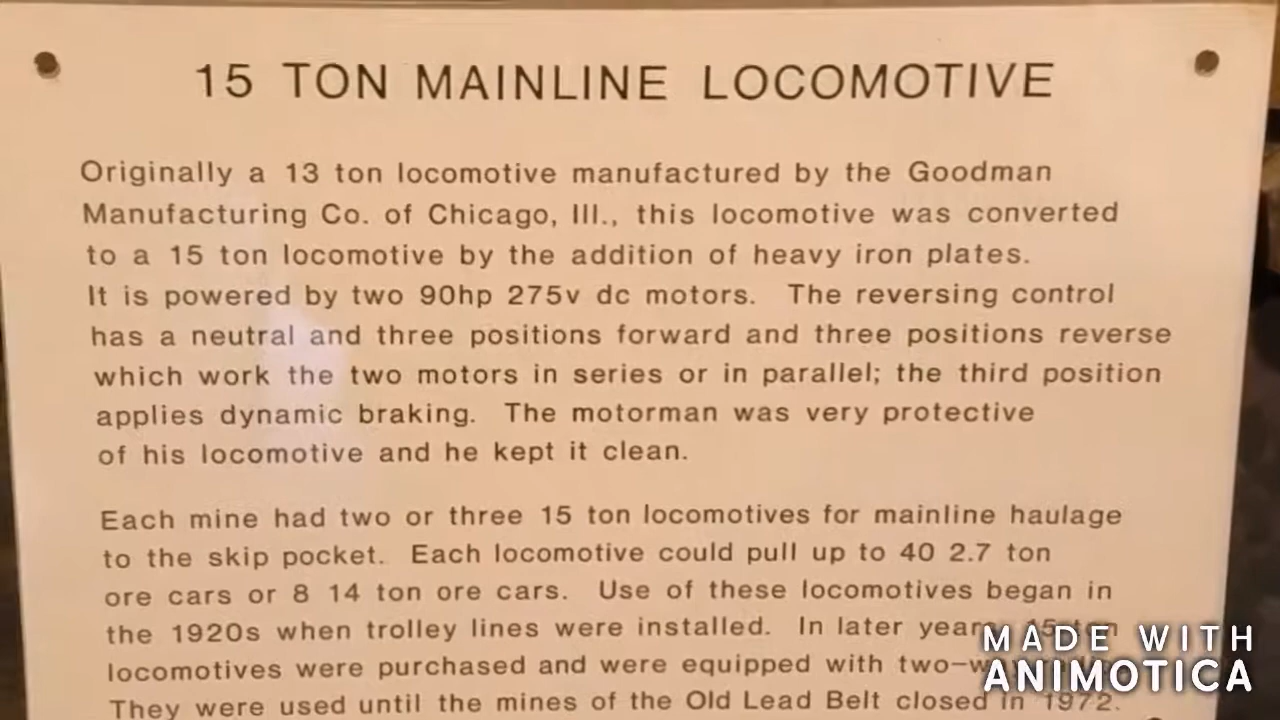 15 TON MAINLINE LOCOMOTIVE
Originally a 13 ton locomotive manufactured by the Goodman
Manufacturing Co. of Chicago, Ill., this locomotive was converted
to a 15 ton locomotive by the addition of heavy iron plates.
It is powered by two 90hp 275v dc motors. The reversing control
has a neutral and three positions forward and three positions reverse
which work the two motors in series or in parallel; the third position
applies dynamic braking. The motorman was very protective
of his locomotive and he kept it clean.
Each mine had two or three 15 ton locomotives for mainline haulage
to the skip pocket. Each locomotive could pull up to 40 2.7 ton
ore cars or 8 14 ton ore cars. Use of these locomotives began in
the 1920s when trolley lines were installed. In later years 15 ton
locomotives were purchased and were equipped with
They were used until the mines of the Old Lead Belt closed in 1972.
MADE WITH
ANIMOTICA